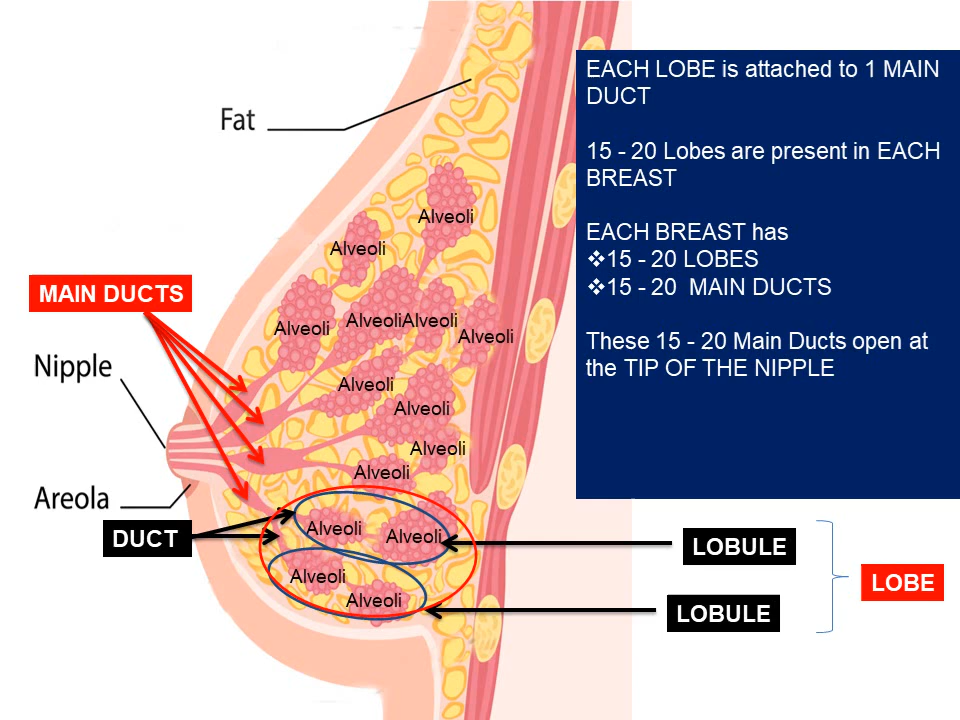 EACH LOBE is attached to 1 MAIN
DUCT
15 - 20 Lobes are present in EACH
BREAST
EACH BREAST has
❖15 - 20 LOBES
❖15 - 20 MAIN DUCTS
These 15 - 20 Main Ducts open at
the TIP OF THE NIPPLE
Fat
Alveoli
Alveoli
MAIN DUCTS
Alveoli
Alveoli
Alveoli
Alveoli
Nipple
Alveoli
Alveoli
Alveoli
Alveoli
Areola
DUCT
Alveoli
Alveoli
LOBULE
Alveoli
Alveoli
LOBULE
LOBE